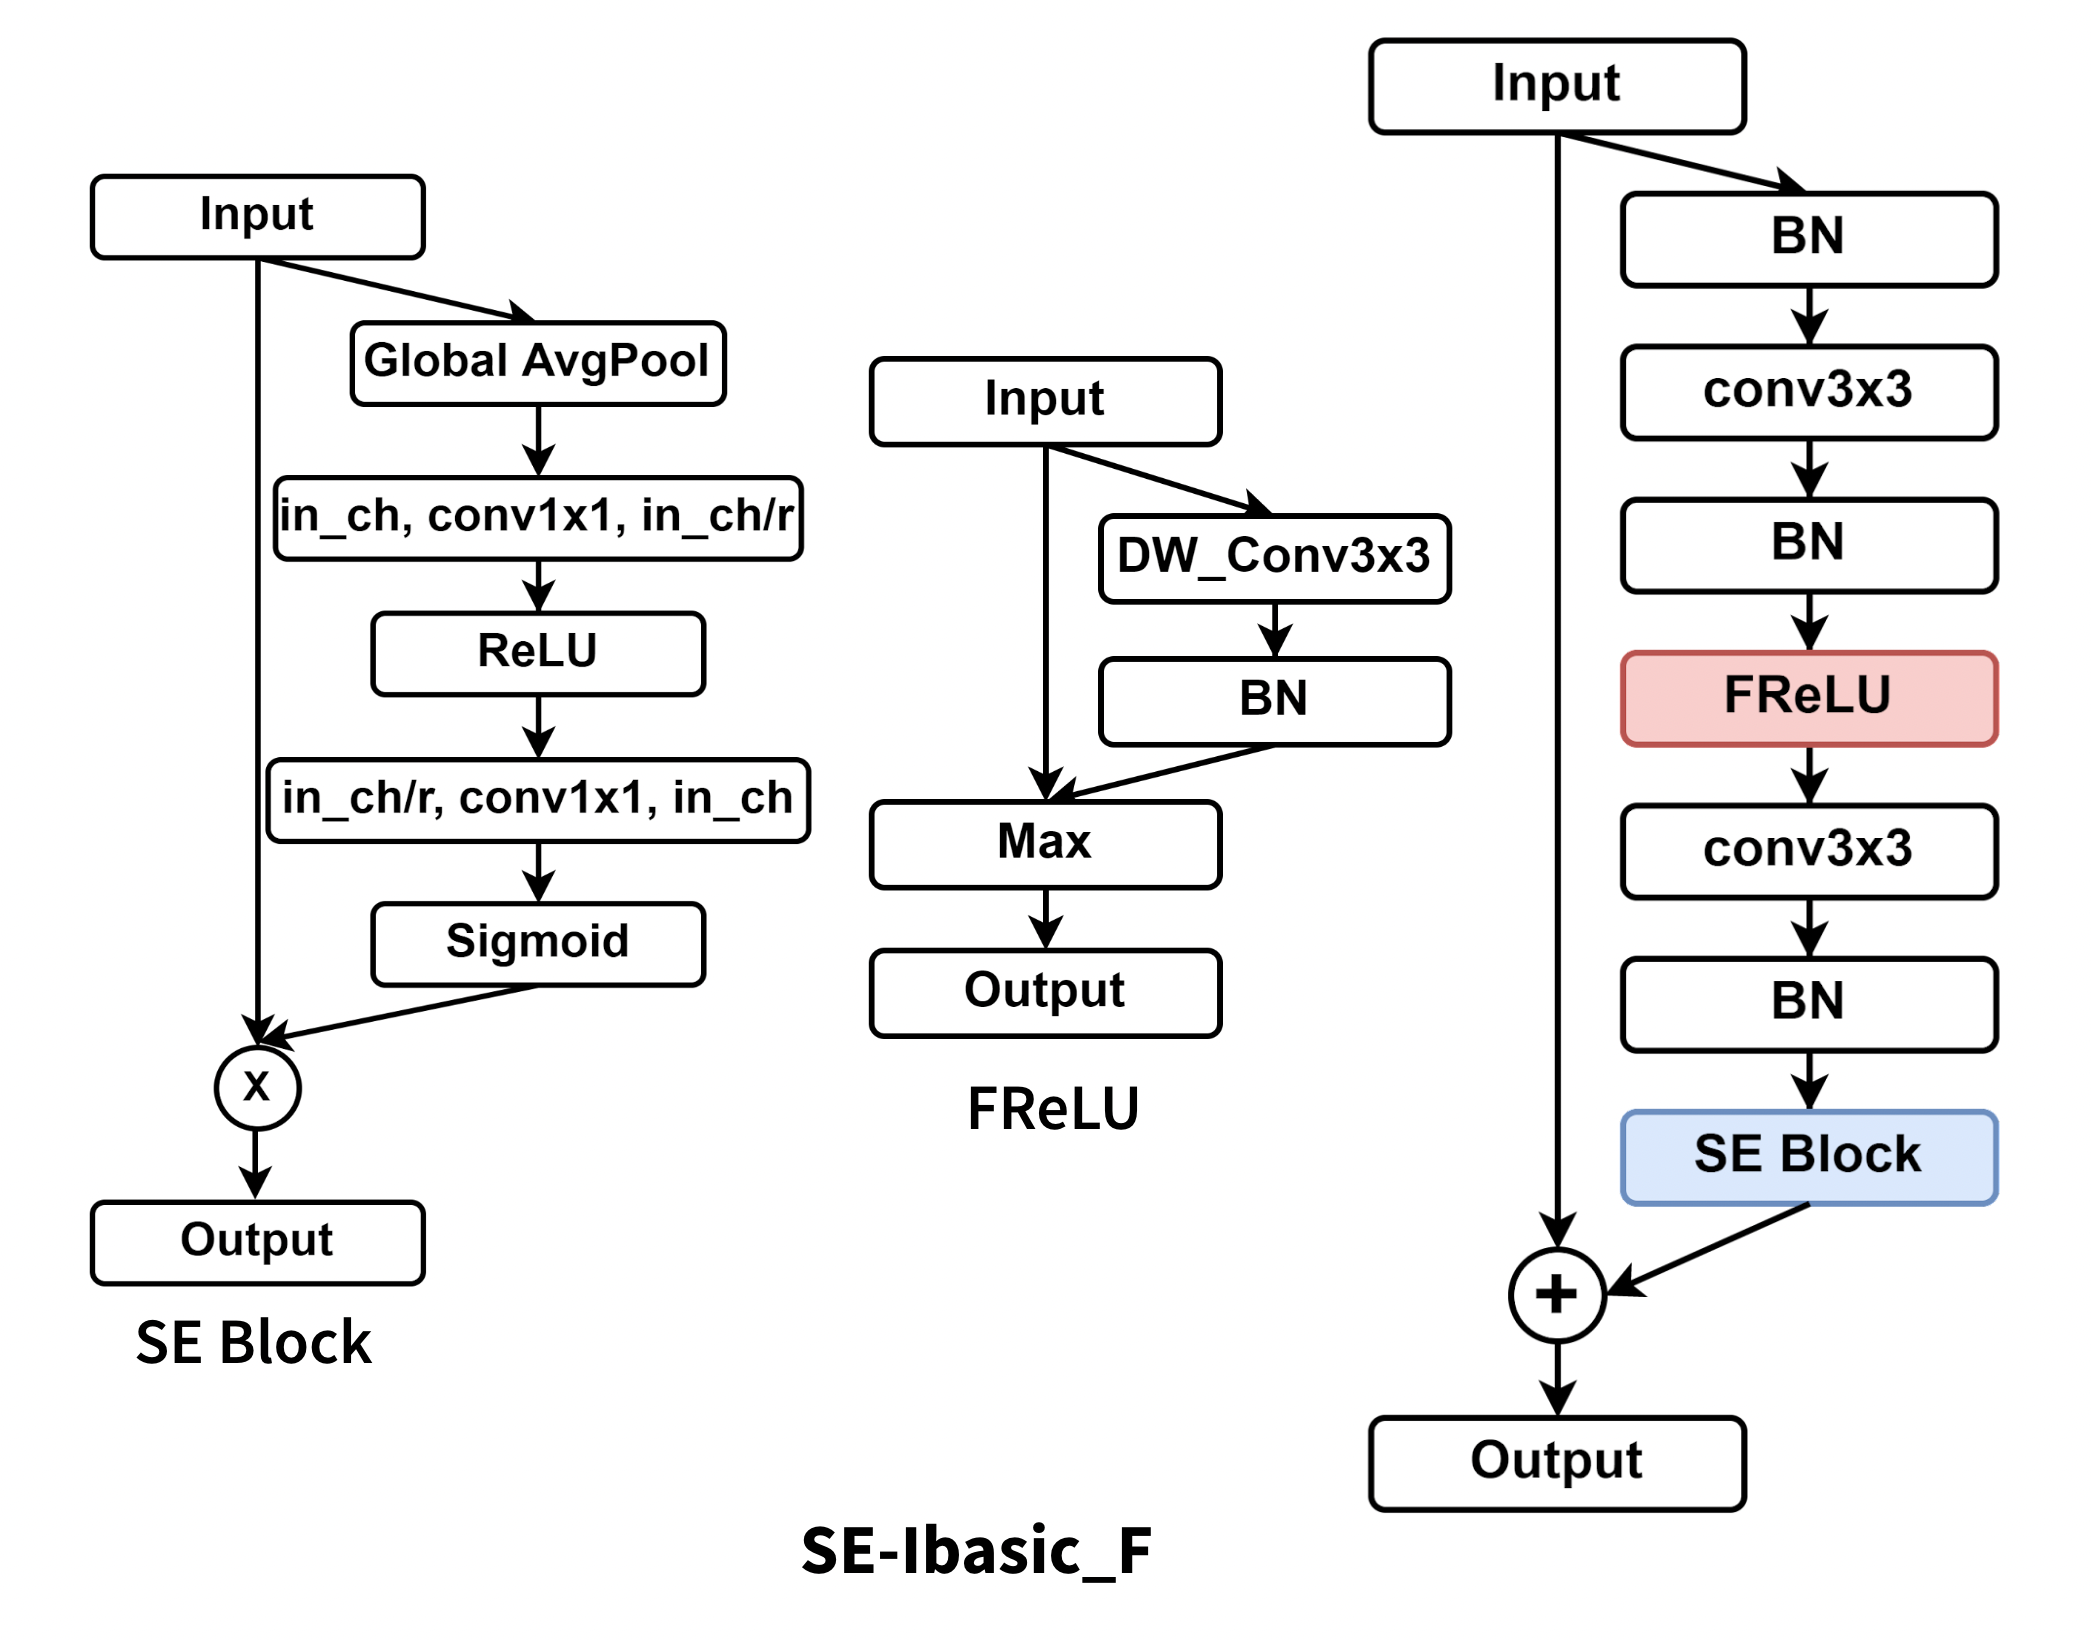 Input
Global AvgPool
in_ch, conv1x1, in_ch/r
ReLU
in_ch/r, conv1x1, in_ch
Sigmoid
x
Output
SE Block
Input
DW_Conv3x3
BN
Max
Output
FReLU
Input
BN
conv3x3
BN
FReLU
conv3x3
BN
SE Block
+
Output
SE-Ibasic_F